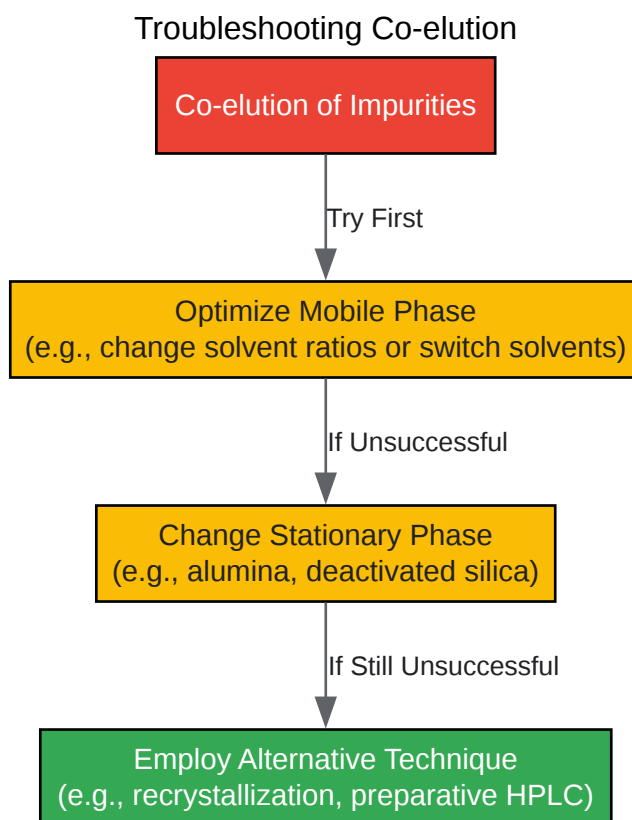 Troubleshooting Co-elution
Co-elution of Impurities
Try First
Optimize Mobile Phase
(e.g., change solvent ratios or switch solvents)
If Unsuccessful
Change Stationary Phase
(e.g., alumina, deactivated silica)
If Still Unsuccessful
Employ Alternative Technique
(e.g., recrystallization, preparative HPLC)